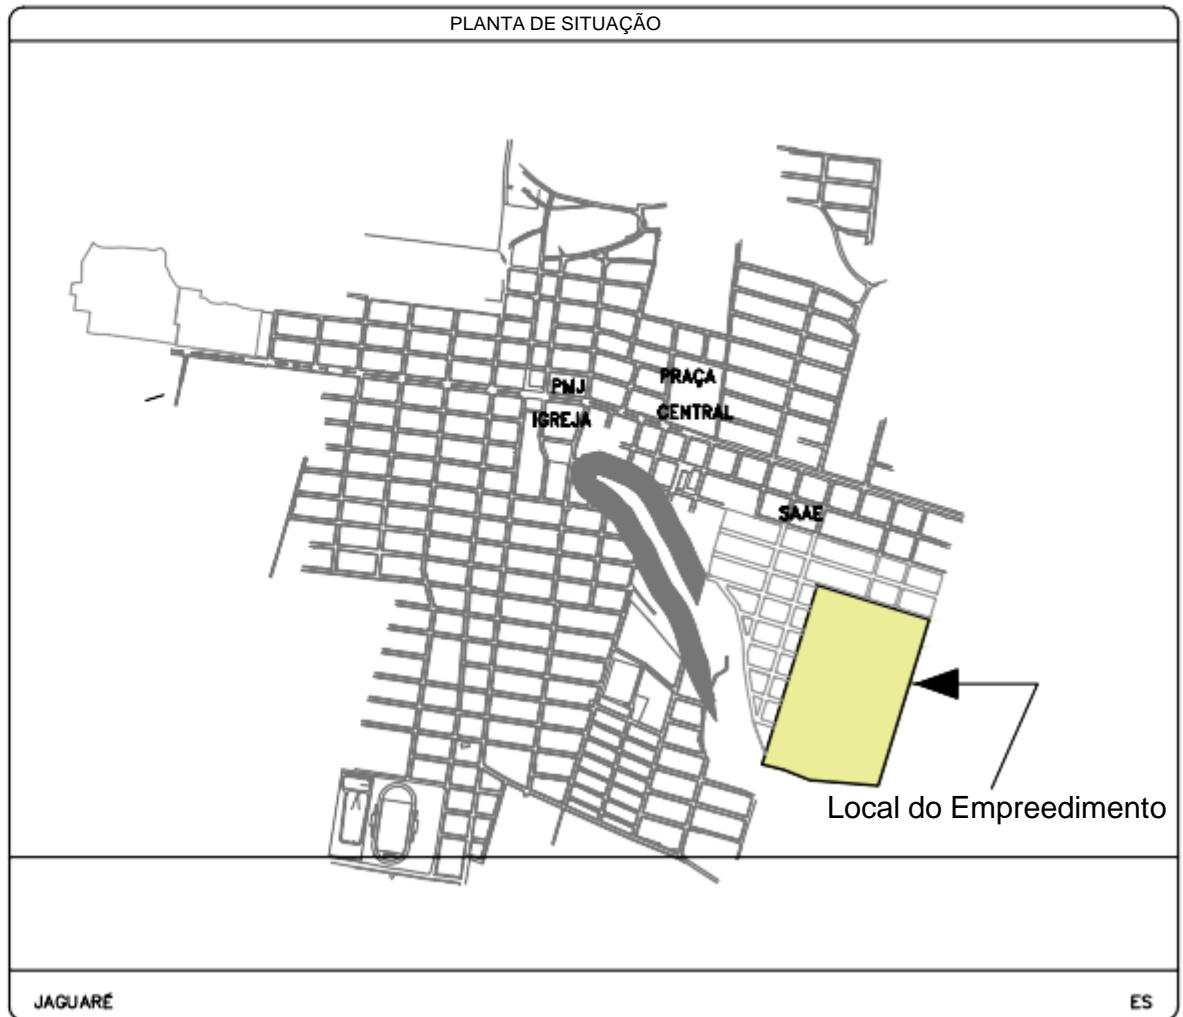 PLANTA DE SITUAÇÃO
PMJ
PRAÇA
IGREJA
CENTRAL
SAAE
Local do Empreedimento
JAGUARÉ
ES